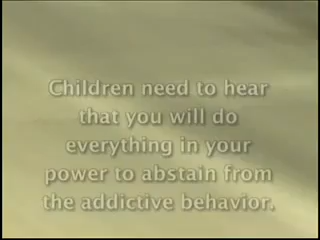 Children need to hear
that you will do
everything in your
power to abstain from
the addictive behavior.